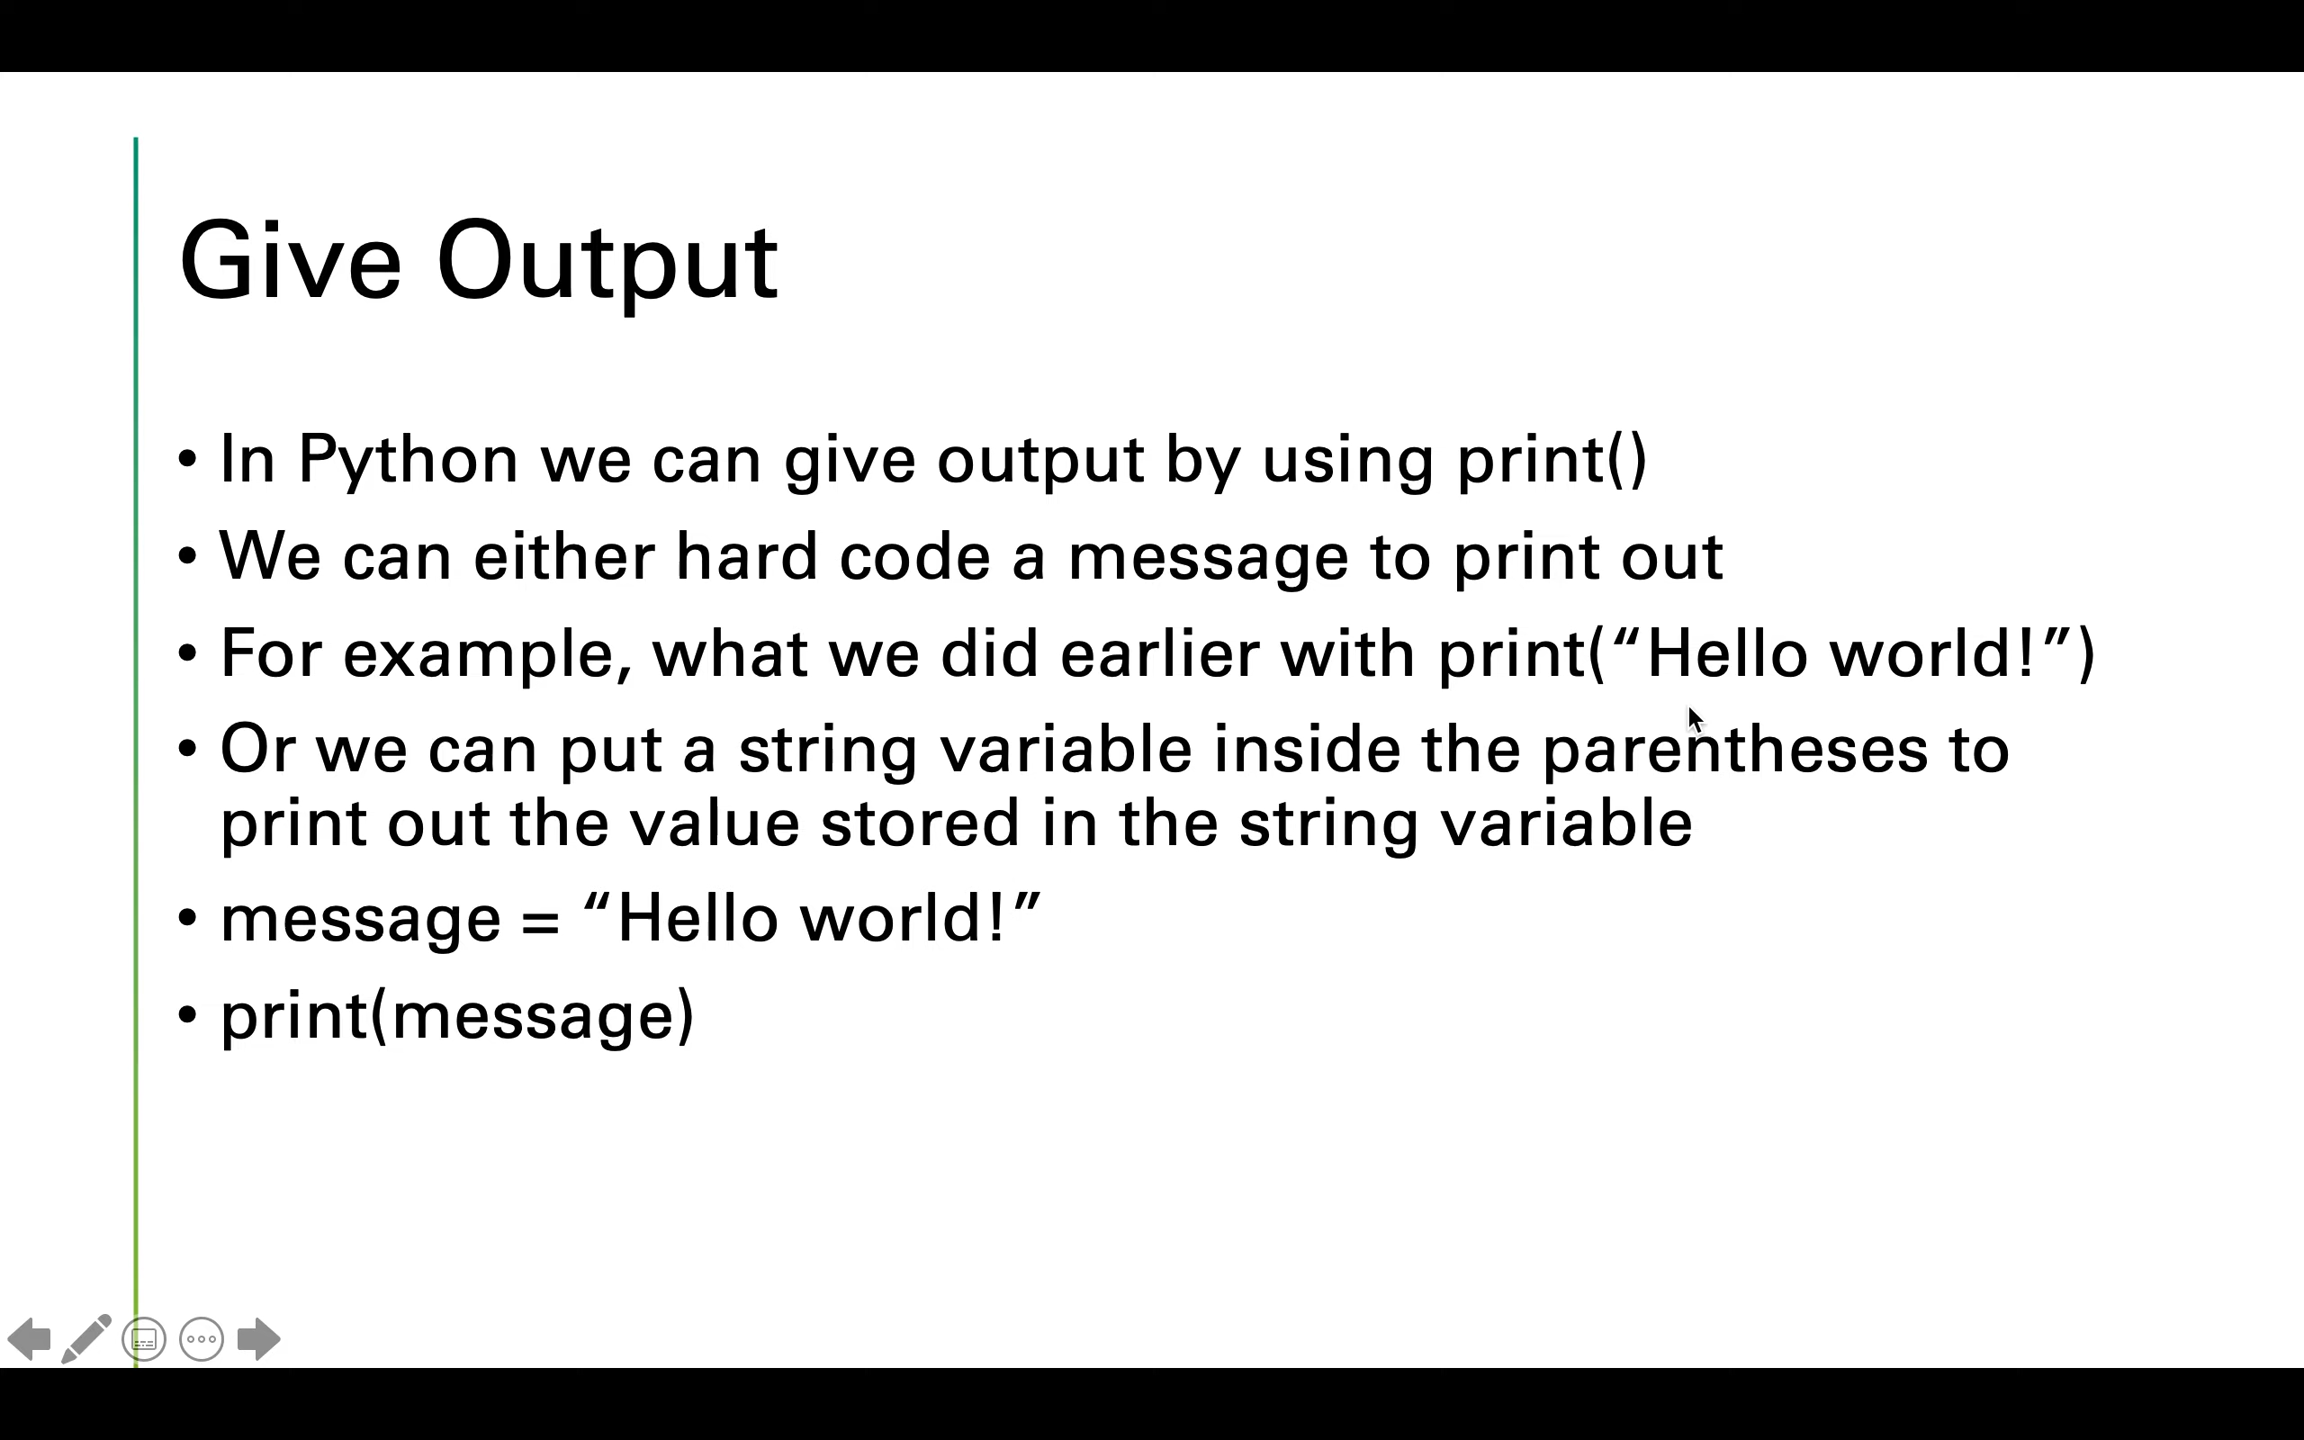 Give Output
• In Python we can give output by using print()
• We can either hard code a message to print out
• For example, what we did earlier with print(“Hello world!”)
• Or we can put a string variable inside the parentheses to
print out the value stored in the string variable
• message = “Hello world!”
• print(message)